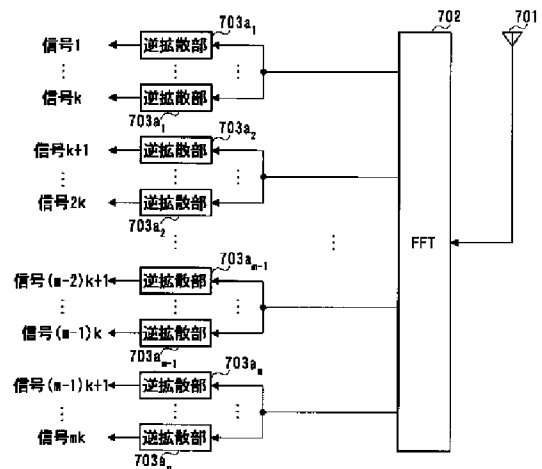 703a1
702
701
信号1
逆拡散部
⋮
⋮
⋮
信号k
逆拡散部
703a1
703a2
信号k+1
逆拡散部
⋮
⋮
⋮
信号2k
逆拡散部
703a2
⋮
⋮
FFT
703am-1
信号(m-2)k+1
逆拡散部
⋮
⋮
⋮
信号(m-1)k
逆拡散部
703am-1
703am
信号(m-1)k+1
逆拡散部
⋮
⋮
⋮
信号mk
逆拡散部
703am